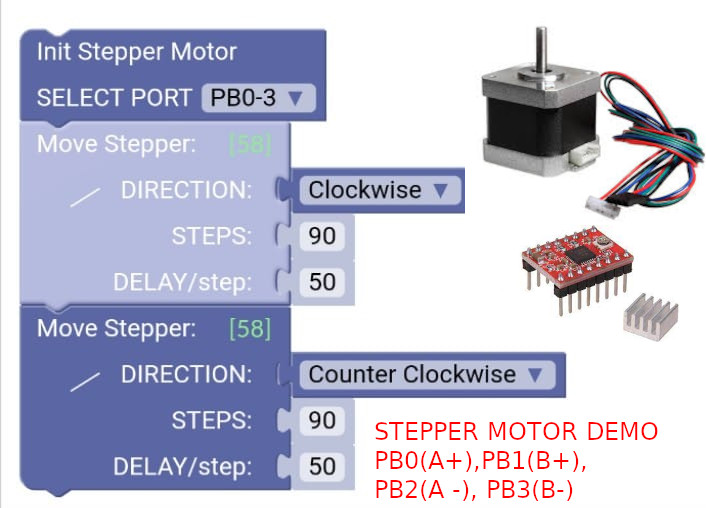 Init Stepper Motor
SELECT PORT PB0-3 ▼
Move Stepper: [58]
DIRECTION: Clockwise ▼
STEPS: 90
DELAY/step: 50
Move Stepper: [58]
DIRECTION: Counter Clockwise ▼
STEPS: 90
DELAY/step: 50
STEPPER MOTOR DEMO
PB0(A+),PB1(B+),
PB2(A -), PB3(B-)